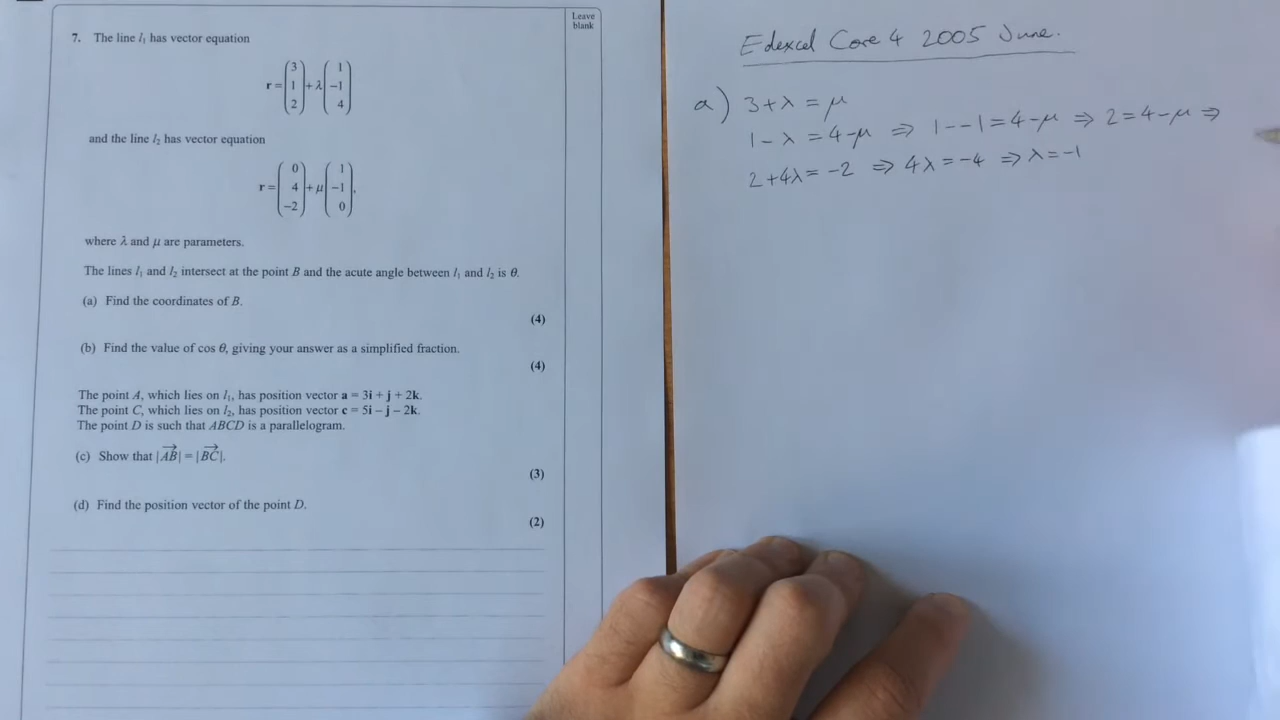 Leave
blank
7. The line l₁ has vector equation
r = (3 1 2) + λ (1 −1 4)
and the line l₂ has vector equation
r = (0 4 −2) + μ (1 −1 0),
where λ and μ are parameters.
The lines l₁ and l₂ intersect at the point B and the acute angle between l₁ and l₂ is θ.
(a) Find the coordinates of B.
(4)
(b) Find the value of cos θ, giving your answer as a simplified fraction.
(4)
The point A, which lies on l₁, has position vector a = 3i + j + 2k.
The point C, which lies on l₂, has position vector c = 5i − j − 2k.
The point D is such that ABCD is a parallelogram.
(c) Show that |AB→| = |BC→|.
(3)
(d) Find the position vector of the point D.
(2)
Edexcel Core 4 2005 June.
a) 3+λ = μ
1−λ = 4−μ ⇒ 1−−1 = 4−μ ⇒ 2 = 4−μ ⇒
2+4λ = −2 ⇒ 4λ = −4 ⇒ λ = −1